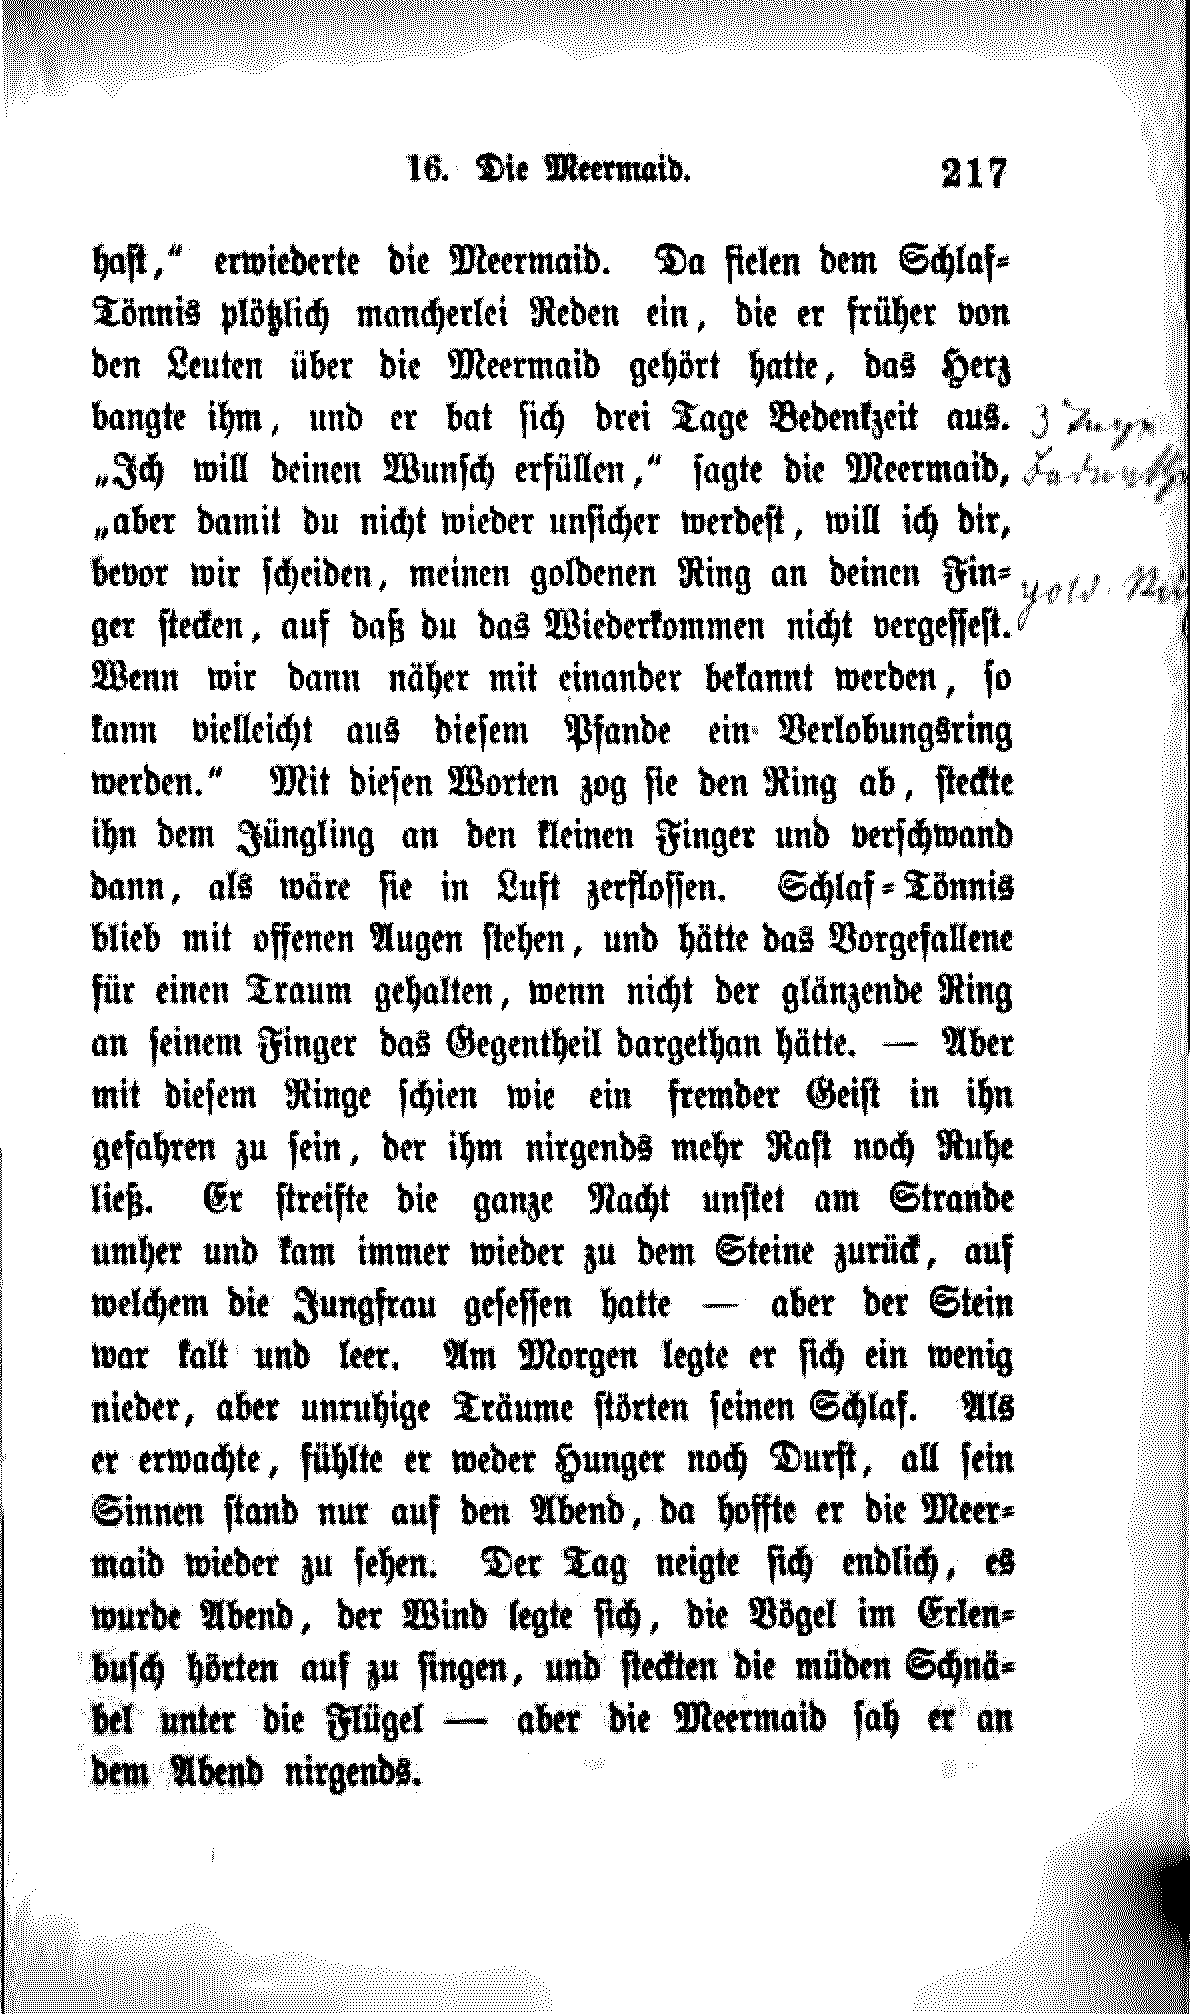 16. Die Meermaid. 217
hast,“ erwiederte die Meermaid. Da fielen dem Schlaf-
Tönnis plötzlich mancherlei Reden ein, die er früher von
den Leuten über die Meermaid gehört hatte, das Herz
bangte ihm, und er bat sich drei Tage Bedenkzeit aus.
„Ich will deinen Wunsch erfüllen,“ sagte die Meermaid,
„aber damit du nicht wieder unsicher werdest, will ich dir,
bevor wir scheiden, meinen goldenen Ring an deinen Fin-
ger stecken, auf daß du das Wiederkommen nicht vergessest.
Wenn wir dann näher mit einander bekannt werden, so
kann vielleicht aus diesem Pfande ein Verlobungsring
werden.“ Mit diesen Worten zog sie den Ring ab, steckte
ihn dem Jüngling an den kleinen Finger und verschwand
dann, als wäre sie in Luft zerflossen. Schlaf-Tönnis
blieb mit offenen Augen stehen, und hätte das Vorgefallene
für einen Traum gehalten, wenn nicht der glänzende Ring
an seinem Finger das Gegentheil dargethan hätte. — Aber
mit diesem Ringe schien wie ein fremder Geist in ihn
gefahren zu sein, der ihm nirgends mehr Rast noch Ruhe
ließ. Er streifte die ganze Nacht unstet am Strande
umher und kam immer wieder zu dem Steine zurück, auf
welchem die Jungfrau gesessen hatte — aber der Stein
war kalt und leer. Am Morgen legte er sich ein wenig
nieder, aber unruhige Träume störten seinen Schlaf. Als
er erwachte, fühlte er weder Hunger noch Durst, all sein
Sinnen stand nur auf den Abend, da hoffte er die Meer-
maid wieder zu sehen. Der Tag neigte sich endlich, es
wurde Abend, der Wind legte sich, die Vögel im Erlen-
busch hörten auf zu singen, und steckten die müden Schnä-
bel unter die Flügel — aber die Meermaid sah er an
dem Abend nirgends.
3 Tage
gold.